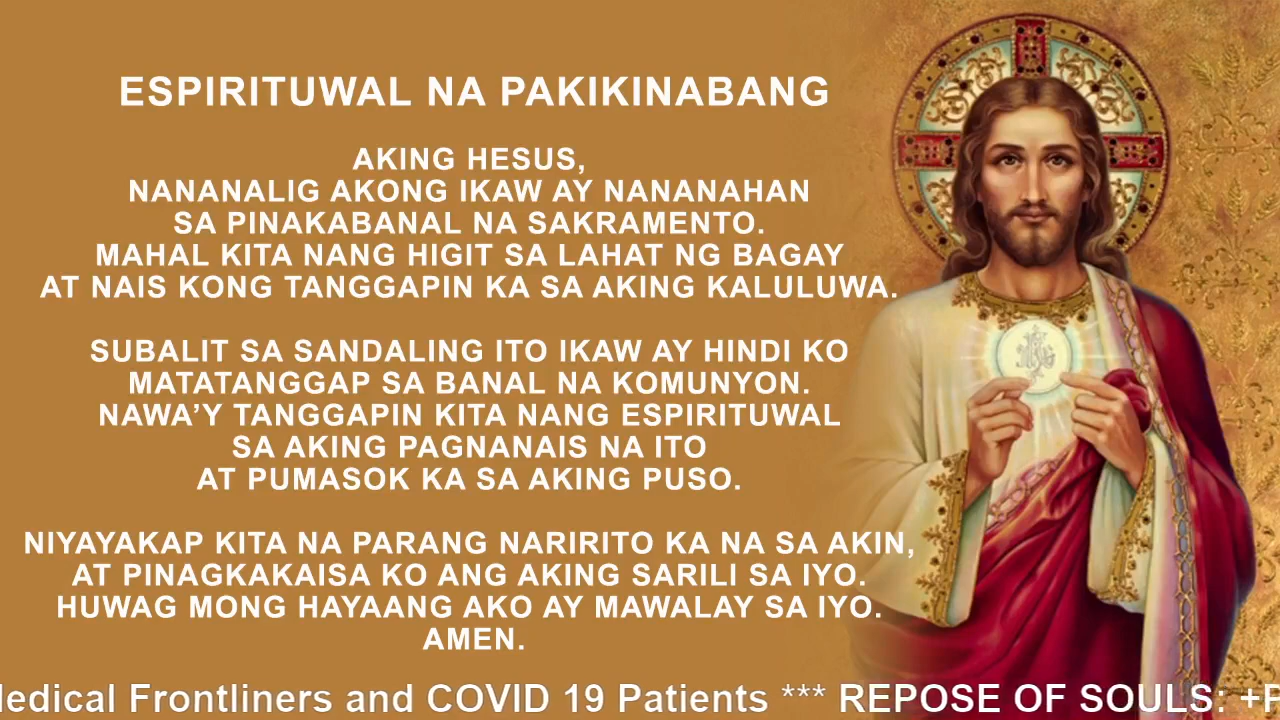 ESPIRITUWAL NA PAKIKINABANG
AKING HESUS,
NANANALIG AKONG IKAW AY NANANAHAN
SA PINAKABANAL NA SAKRAMENTO.
MAHAL KITA NANG HIGIT SA LAHAT NG BAGAY
AT NAIS KONG TANGGAPIN KA SA AKING KALULUWA.
SUBALIT SA SANDALING ITO IKAW AY HINDI KO
MATATANGGAP SA BANAL NA KOMUNYON.
NAWA’Y TANGGAPIN KITA NANG ESPIRITUWAL
SA AKING PAGNANAIS NA ITO
AT PUMASOK KA SA AKING PUSO.
NIYAYAKAP KITA NA PARANG NARIRITO KA NA SA AKIN,
AT PINAGKAKAISA KO ANG AKING SARILI SA IYO.
HUWAG MONG HAYAANG AKO AY MAWALAY SA IYO.
AMEN.
Frontliners and COVID 19 Patients *** REPOSE OF SOULS: